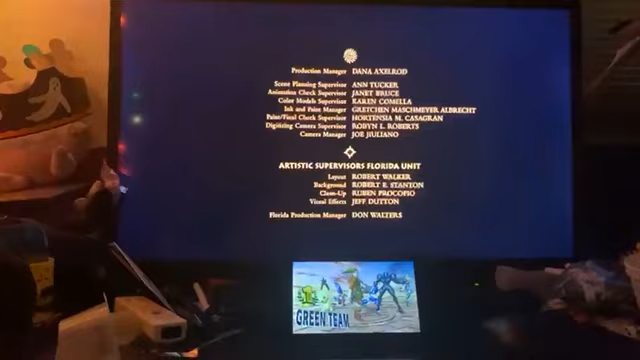 Production Manager DANA AXELROD
Scene Planning Supervisor ANN TUCKER
Animation Check Supervisor JANET BRUCE
Color Models Supervisor KAREN COMELLA
Ink and Paint Manager GRETCHEN MASCHMEYER ALBRECHT
Paint/Final Check Supervisor HORTENSIA M. CASAGRAN
Digitizing Camera Supervisor ROBYN L. ROBERTS
Camera Manager JOE JIULIANO
ARTISTIC SUPERVISORS FLORIDA UNIT
Layout ROBERT WALKER
Background ROBERT E. STANTON
Clean-Up RUBEN PROCOPIO
Visual Effects JEFF DUTTON
Florida Production Manager DON WALTERS
GREEN TEAM